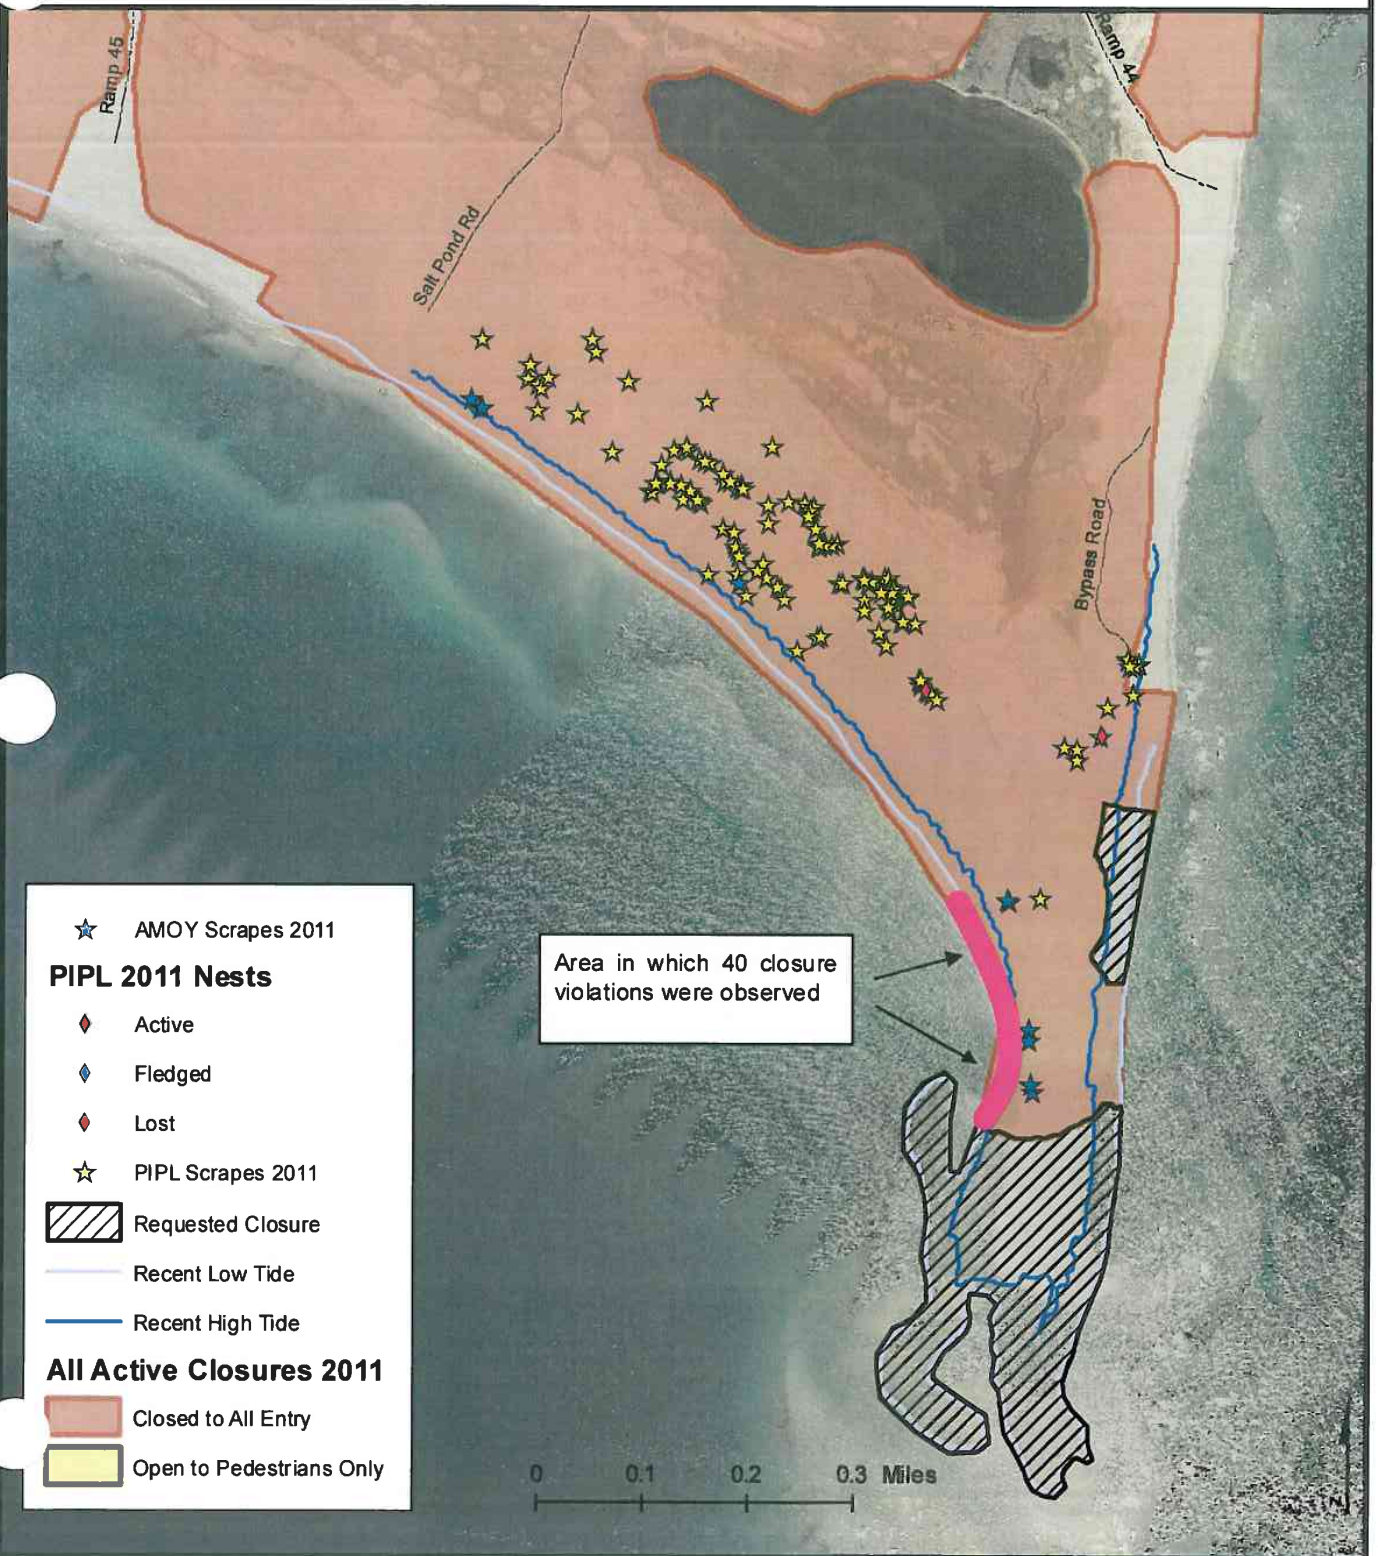 Ramp 45
Ramp 44
Salt Pond Rd
Bypass Road
Area in which 40 closure
violations were observed
AMOY Scrapes 2011
PIPL 2011 Nests
Active
Fledged
Lost
PIPL Scrapes 2011
Requested Closure
Recent Low Tide
Recent High Tide
All Active Closures 2011
Closed to All Entry
Open to Pedestrians Only
0 0.1 0.2 0.3 Miles
N